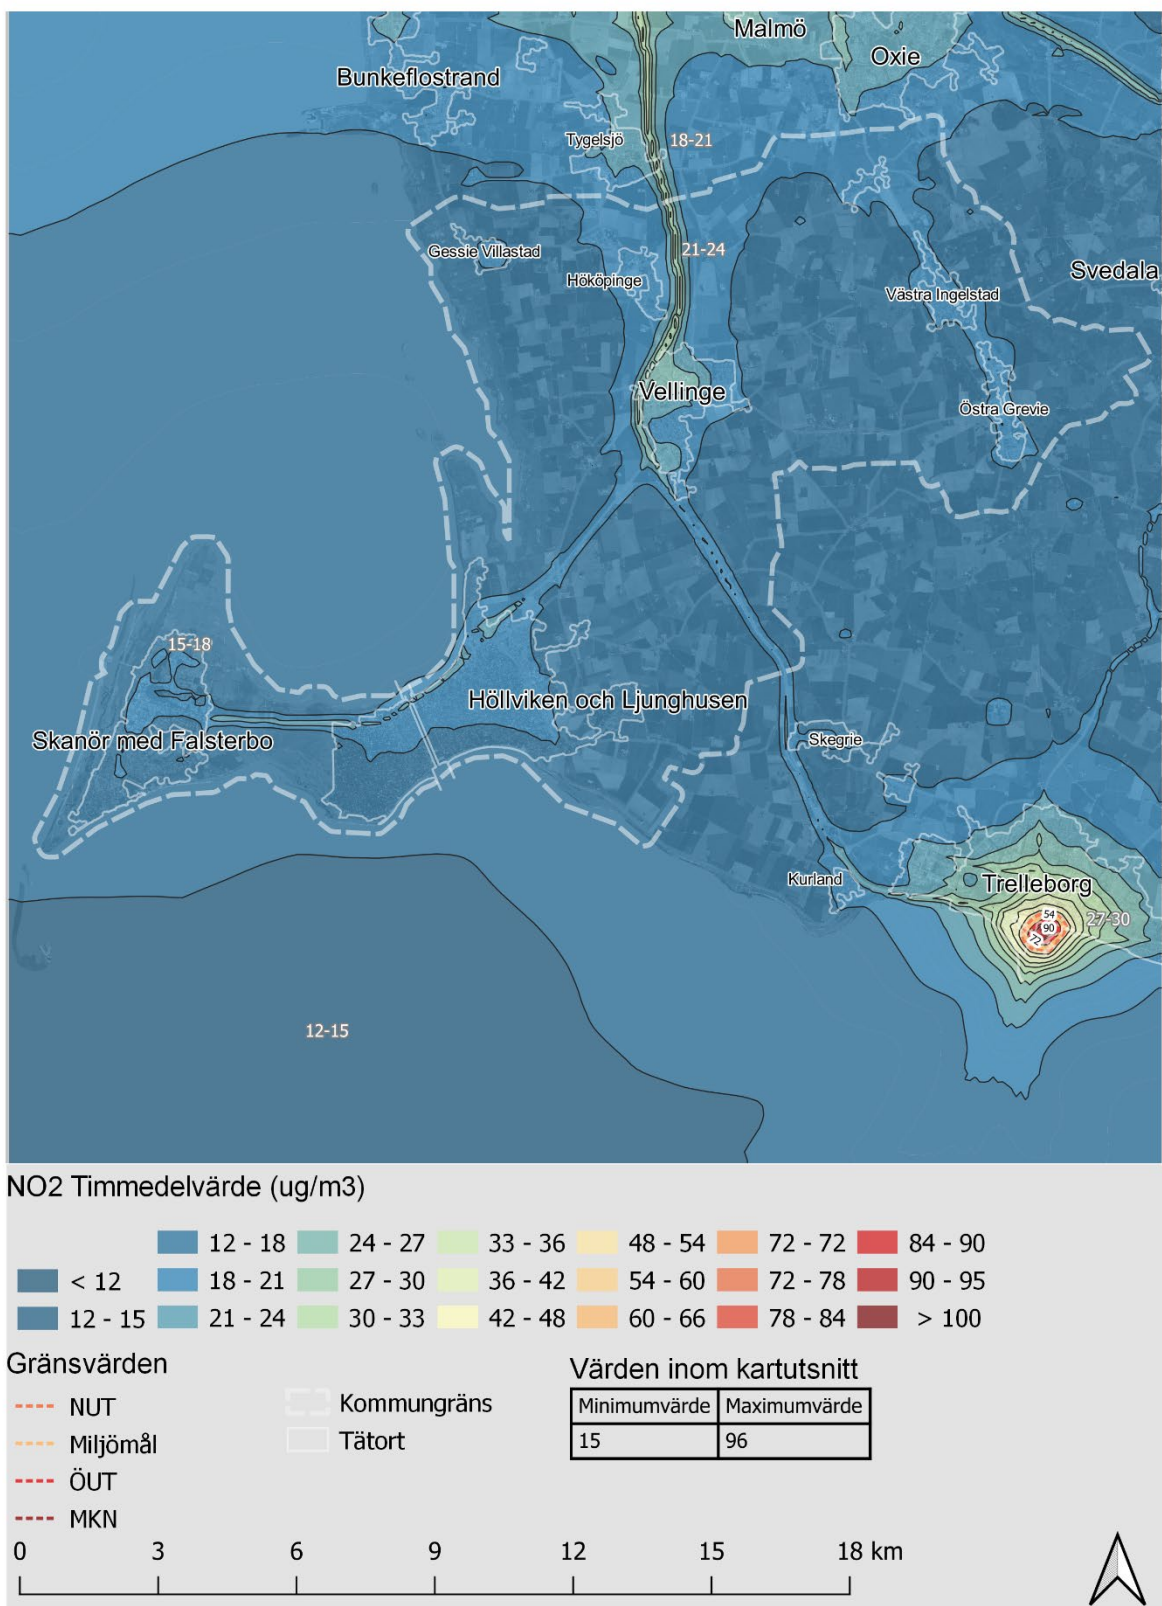 Malmö
Oxie
Bunkeflostrand
Tygelsjö
18-21
21-24
Gessie Villastad
Hököpinge
Svedala
Västra Ingelstad
Vellinge
Östra Grevie
15-18
Höllviken och Ljunghusen
Skanör med Falsterbo
Skegrie
Kurland
Trelleborg
54
27-30
90
72
12-15
NO2 Timmedelvärde (ug/m3)
12 - 18 24 - 27 33 - 36 48 - 54 72 - 72 84 - 90
< 12 18 - 21 27 - 30 36 - 42 54 - 60 72 - 78 90 - 95
12 - 15 21 - 24 30 - 33 42 - 48 60 - 66 78 - 84 > 100
Gränsvärden
Värden inom kartutsnitt
NUT
Kommungräns
Minimumvärde Maximumvärde
Miljömål
Tätort
15 96
ÖUT
MKN
0 3 6 9 12 15 18 km